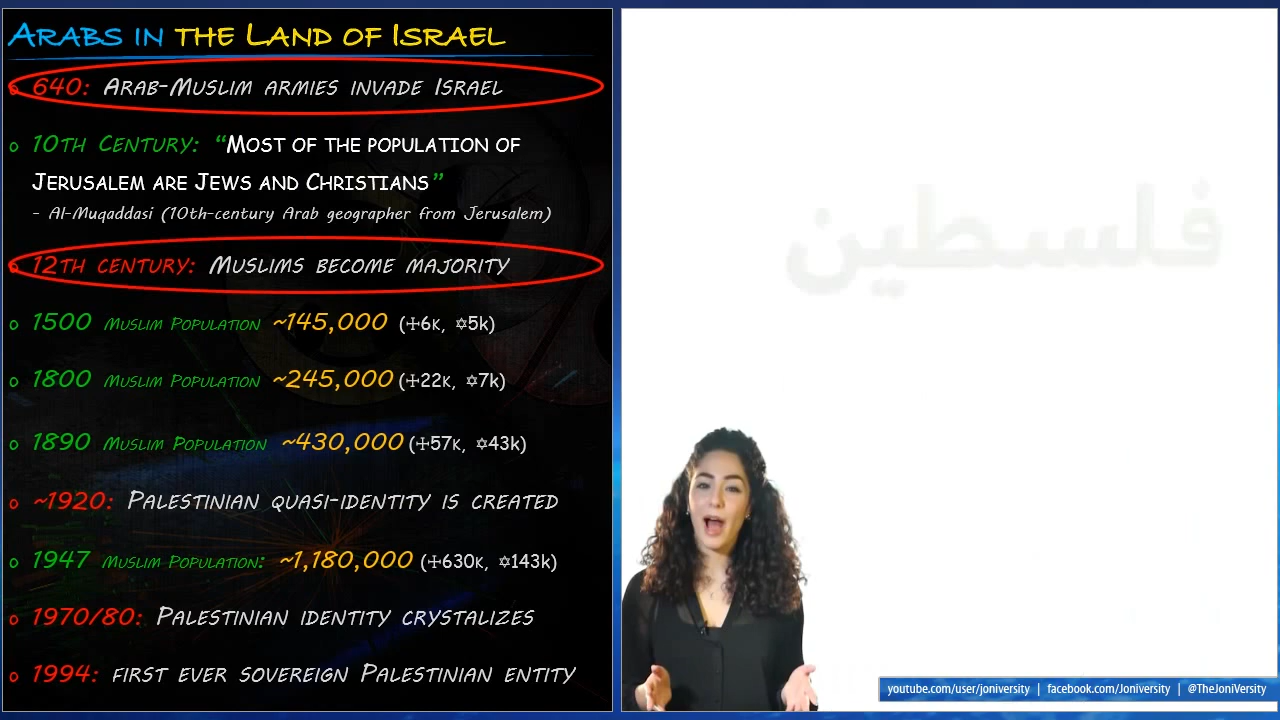 Arabs in the Land of Israel
640: Arab-Muslim armies invade Israel
10th Century: “Most of the population of
Jerusalem are Jews and Christians”
- Al-Muqaddasi (10th-century Arab geographer from Jerusalem)
12th century: Muslims become majority
1500 Muslim Population ~145,000 (☩6k, ✡5k)
1800 Muslim Population ~245,000 (☩22k, ✡7k)
1890 Muslim Population ~430,000 (☩57k, ✡43k)
~1920: Palestinian quasi-identity is created
1947 Muslim Population: ~1,180,000 (☩630k, ✡143k)
1970/80: Palestinian identity crystalizes
1994: first ever sovereign Palestinian entity
فلسطين
youtube.com/user/joniversity | facebook.com/Joniversity | @TheJoniVersity